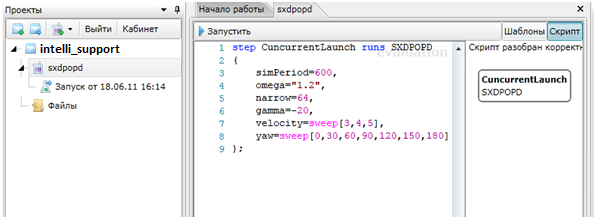 Проекты
Выйти Кабинет
intelli_support
sxdpopd
Запуск от 18.06.11 16:14
Файлы
Начало работы
sxdpopd
Запустить
Шаблоны
Скрипт
1 step CuncurrentLaunch runs SXDPOPD
2 (
3 simPeriod=600,
4 omega="1.2",
5 narrow=64,
6 gamma=-20,
7 velocity=sweep[3,4,5],
8 yaw=sweep[0,30,60,90,120,150,180]
9 );
evaluation
Скрипт разобран корректн
CuncurrentLaunch
SXDPOPD